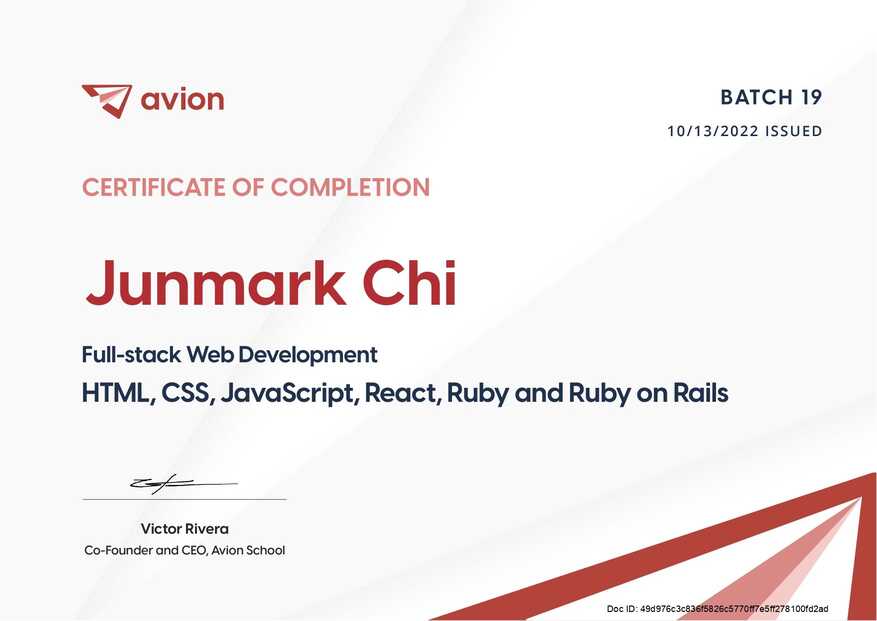 avion
BATCH 19
10/13/2022 ISSUED
CERTIFICATE OF COMPLETION
Junmark Chi
Full-stack Web Development
HTML, CSS, JavaScript, React, Ruby and Ruby on Rails
Victor Rivera
Co-Founder and CEO, Avion School
Doc ID: 49d976c3c836f5826c5770ff7e5ff278100fd2ad